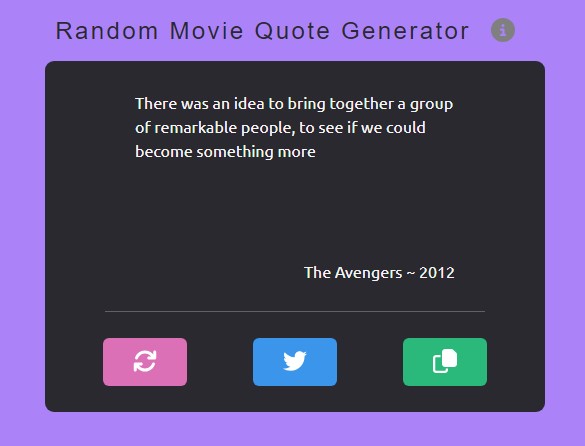 Random Movie Quote Generator
There was an idea to bring together a group
of remarkable people, to see if we could
become something more
The Avengers ~ 2012